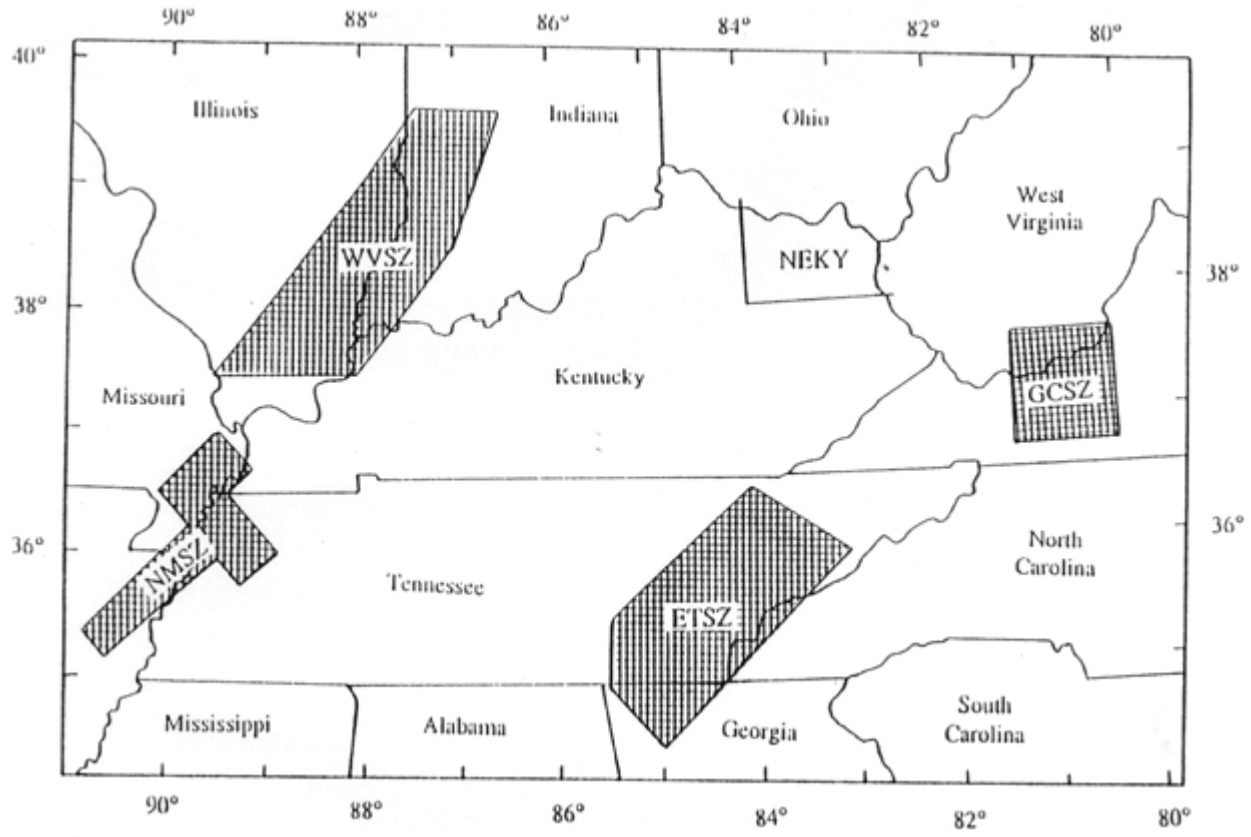 90° 88° 86° 84° 82° 80°
40°
Illinois
Indiana
Ohio
West
Virginia
WVSZ
NEKY
38°
38°
Missouri
Kentucky
GCSZ
36°
36°
NMSZ
Tennessee
North
Carolina
ETSZ
Mississippi
Alabama
Georgia
South
Carolina
90° 88° 86° 84° 82° 80°